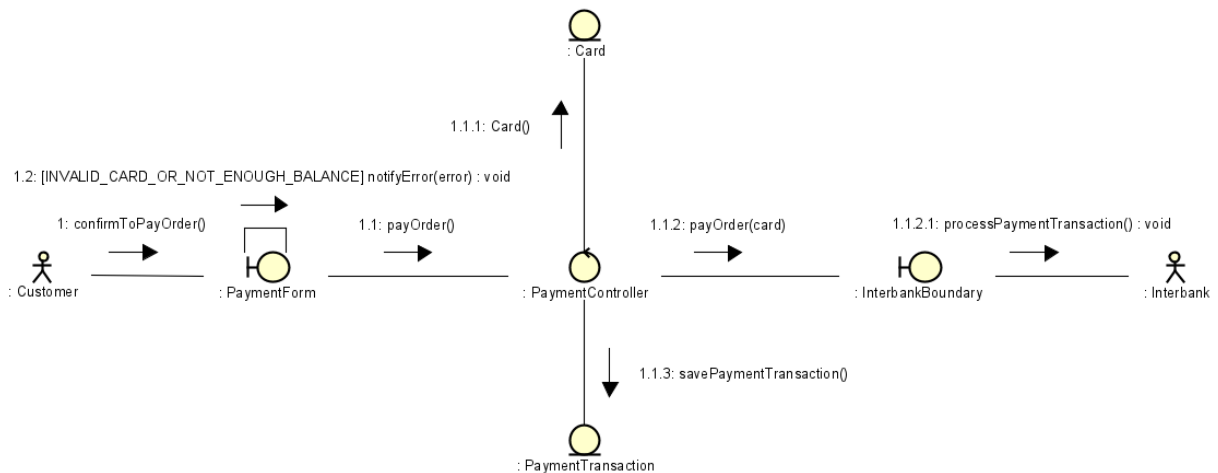 : Card
1.1.1: Card()
1.2: [INVALID_CARD_OR_NOT_ENOUGH_BALANCE] notifyError(error) : void
1: confirmToPayOrder()
1.1: payOrder()
1.1.2: payOrder(card)
1.1.2.1: processPaymentTransaction() : void
: Customer
: PaymentForm
: PaymentController
: InterbankBoundary
: Interbank
1.1.3: savePaymentTransaction()
: PaymentTransaction